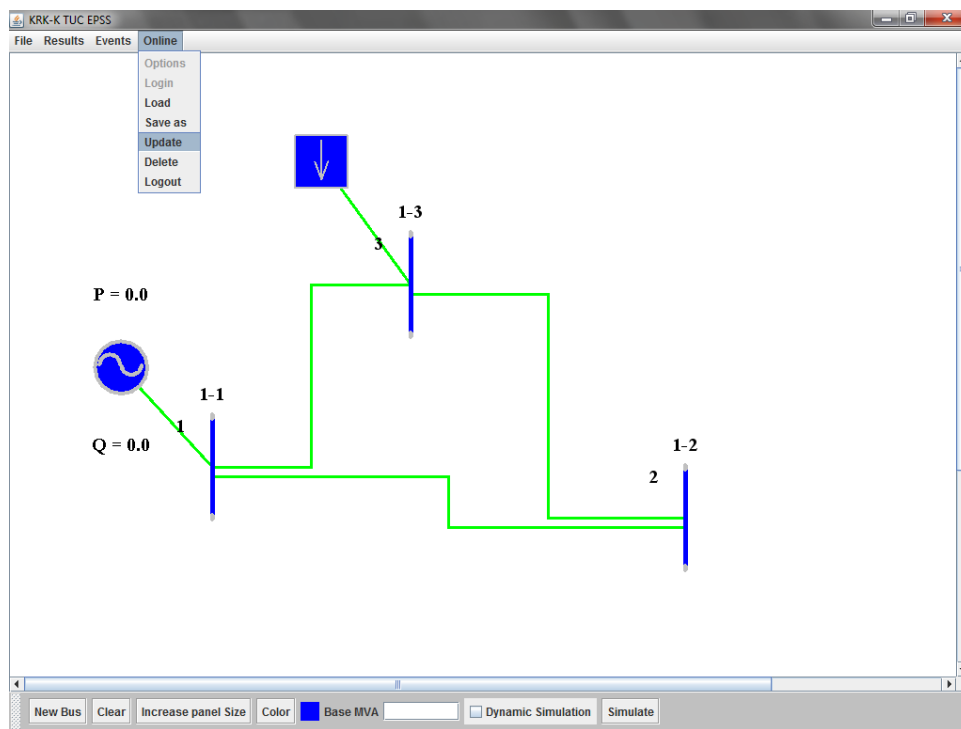 KRK-K TUC EPSS
File Results Events Online
Options
Login
Load
Save as
Update
Delete
Logout
1-3
3
P = 0.0
1-1
1
Q = 0.0
1-2
2
New Bus Clear Increase panel Size Color Base MVA Dynamic Simulation Simulate